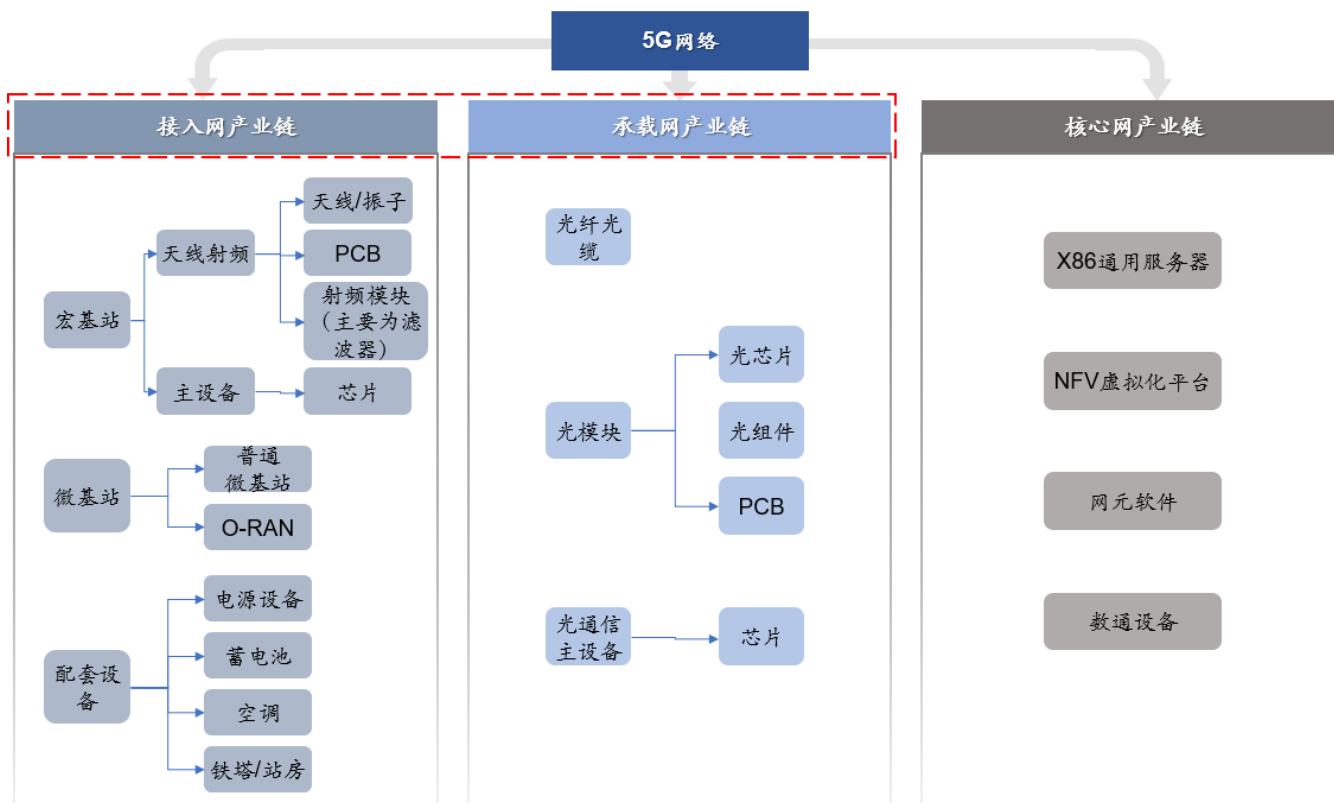 5G网络
接入网产业链
承载网产业链
核心网产业链
宏基站
天线射频
天线/振子
PCB
射频模块
（主要为滤
波器）
主设备
芯片
微基站
普通
微基站
O-RAN
配套设
备
电源设备
蓄电池
空调
铁塔/站房
光纤光
缆
光模块
光芯片
光组件
PCB
光通信
主设备
芯片
X86通用服务器
NFV虚拟化平台
网元软件
数通设备